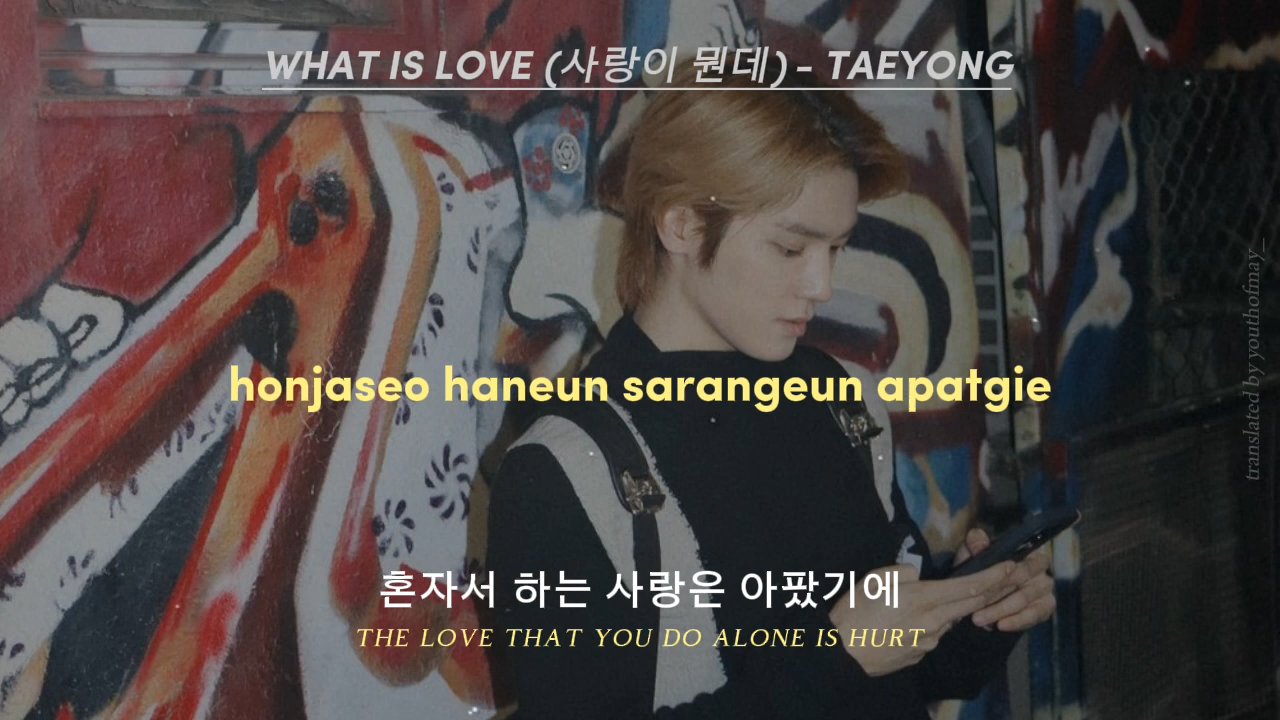 WHAT IS LOVE (사랑이 뭔데) - TAEYONG
honjaseo haneun sarangeun apatgie
혼자서 하는 사랑은 아팠기에
THE LOVE THAT YOU DO ALONE IS HURT
translated by youthofmay_